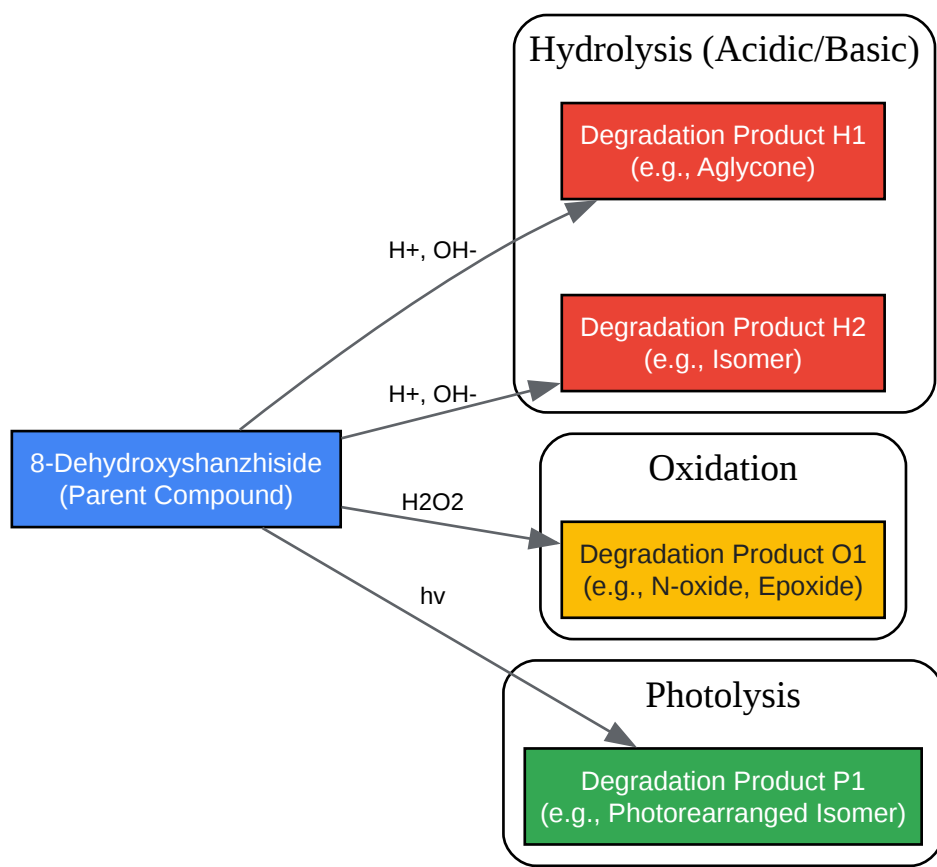 Hydrolysis (Acidic/Basic)
Degradation Product H1
(e.g., Aglycone)
H+, OH-
Degradation Product H2
(e.g., Isomer)
H+, OH-
8-Dehydroxyshanzhiside
(Parent Compound)
Oxidation
H2O2
Degradation Product O1
(e.g., N-oxide, Epoxide)
hv
Photolysis
Degradation Product P1
(e.g., Photorearranged Isomer)